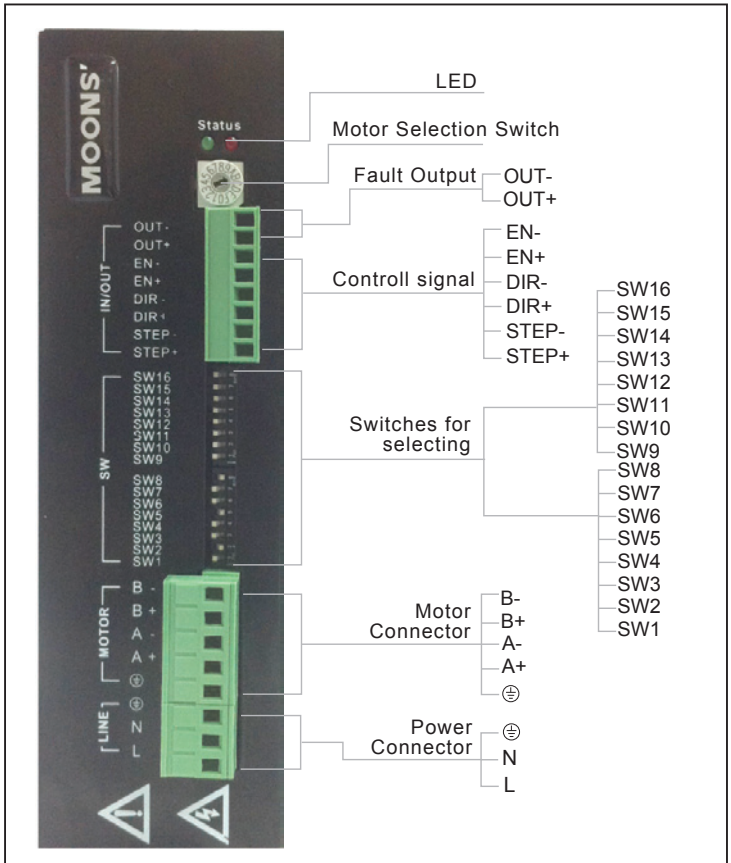 MOONS'
Status
OUT-
OUT+
EN-
EN+
DIR-
DIR+
STEP-
STEP+
IN/OUT
SW16
SW15
SW14
SW13
SW12
SW11
SW10
SW9
SW8
SW7
SW6
SW5
SW4
SW3
SW2
SW1
SW
B -
B +
A -
A +
MOTOR
N
L
LINE
LED
Motor Selection Switch
Fault Output
OUT-
OUT+
Controll signal
EN-
EN+
DIR-
DIR+
STEP-
STEP+
Switches for
selecting
SW16
SW15
SW14
SW13
SW12
SW11
SW10
SW9
SW8
SW7
SW6
SW5
SW4
SW3
SW2
SW1
Motor
Connector
B-
B+
A-
A+
Power
Connector
N
L